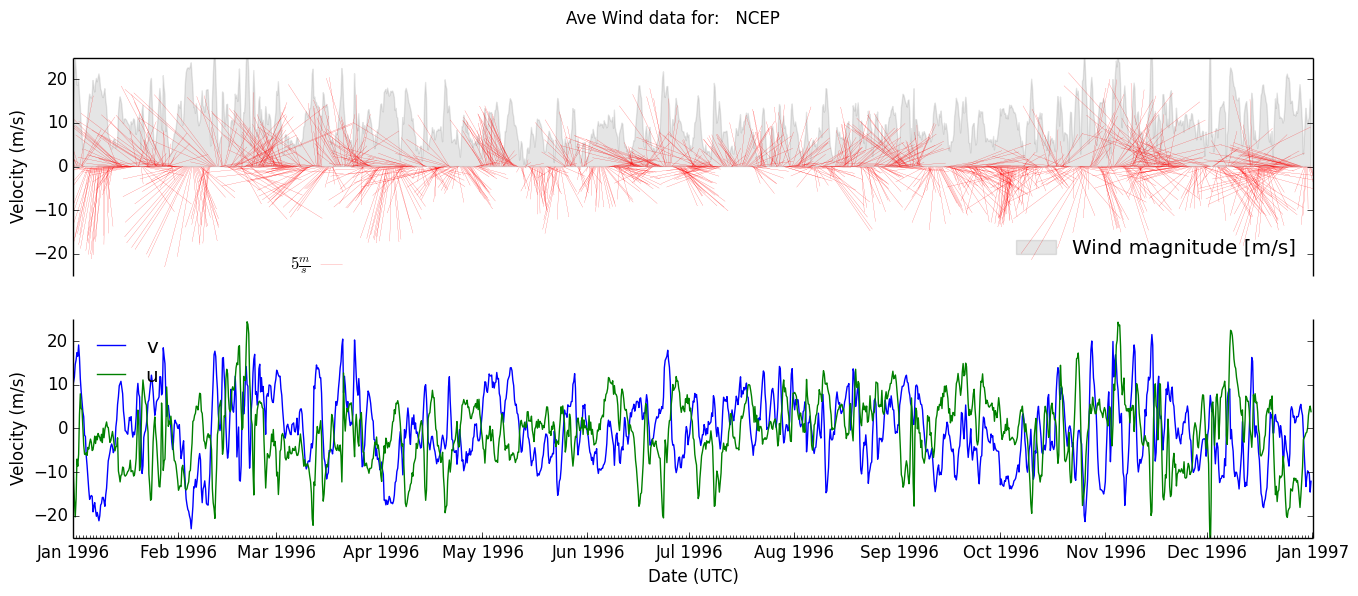 Ave Wind data for:   NCEP
Velocity (m/s)
20
10
0
−10
−20
5 m/s
Wind magnitude [m/s]
Velocity (m/s)
20
10
0
−10
−20
v
u
Jan 1996 Feb 1996 Mar 1996 Apr 1996 May 1996 Jun 1996 Jul 1996 Aug 1996 Sep 1996 Oct 1996 Nov 1996 Dec 1996 Jan 1997
Date (UTC)